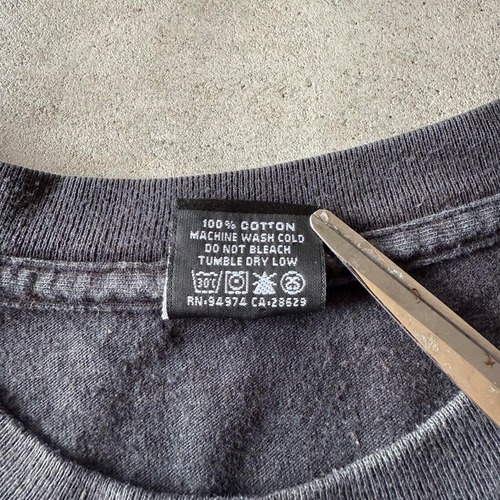 100% COTTON
MACHINE WASH COLD
DO NOT BLEACH
TUMBLE DRY LOW
30°
RN:94974 CA:28629